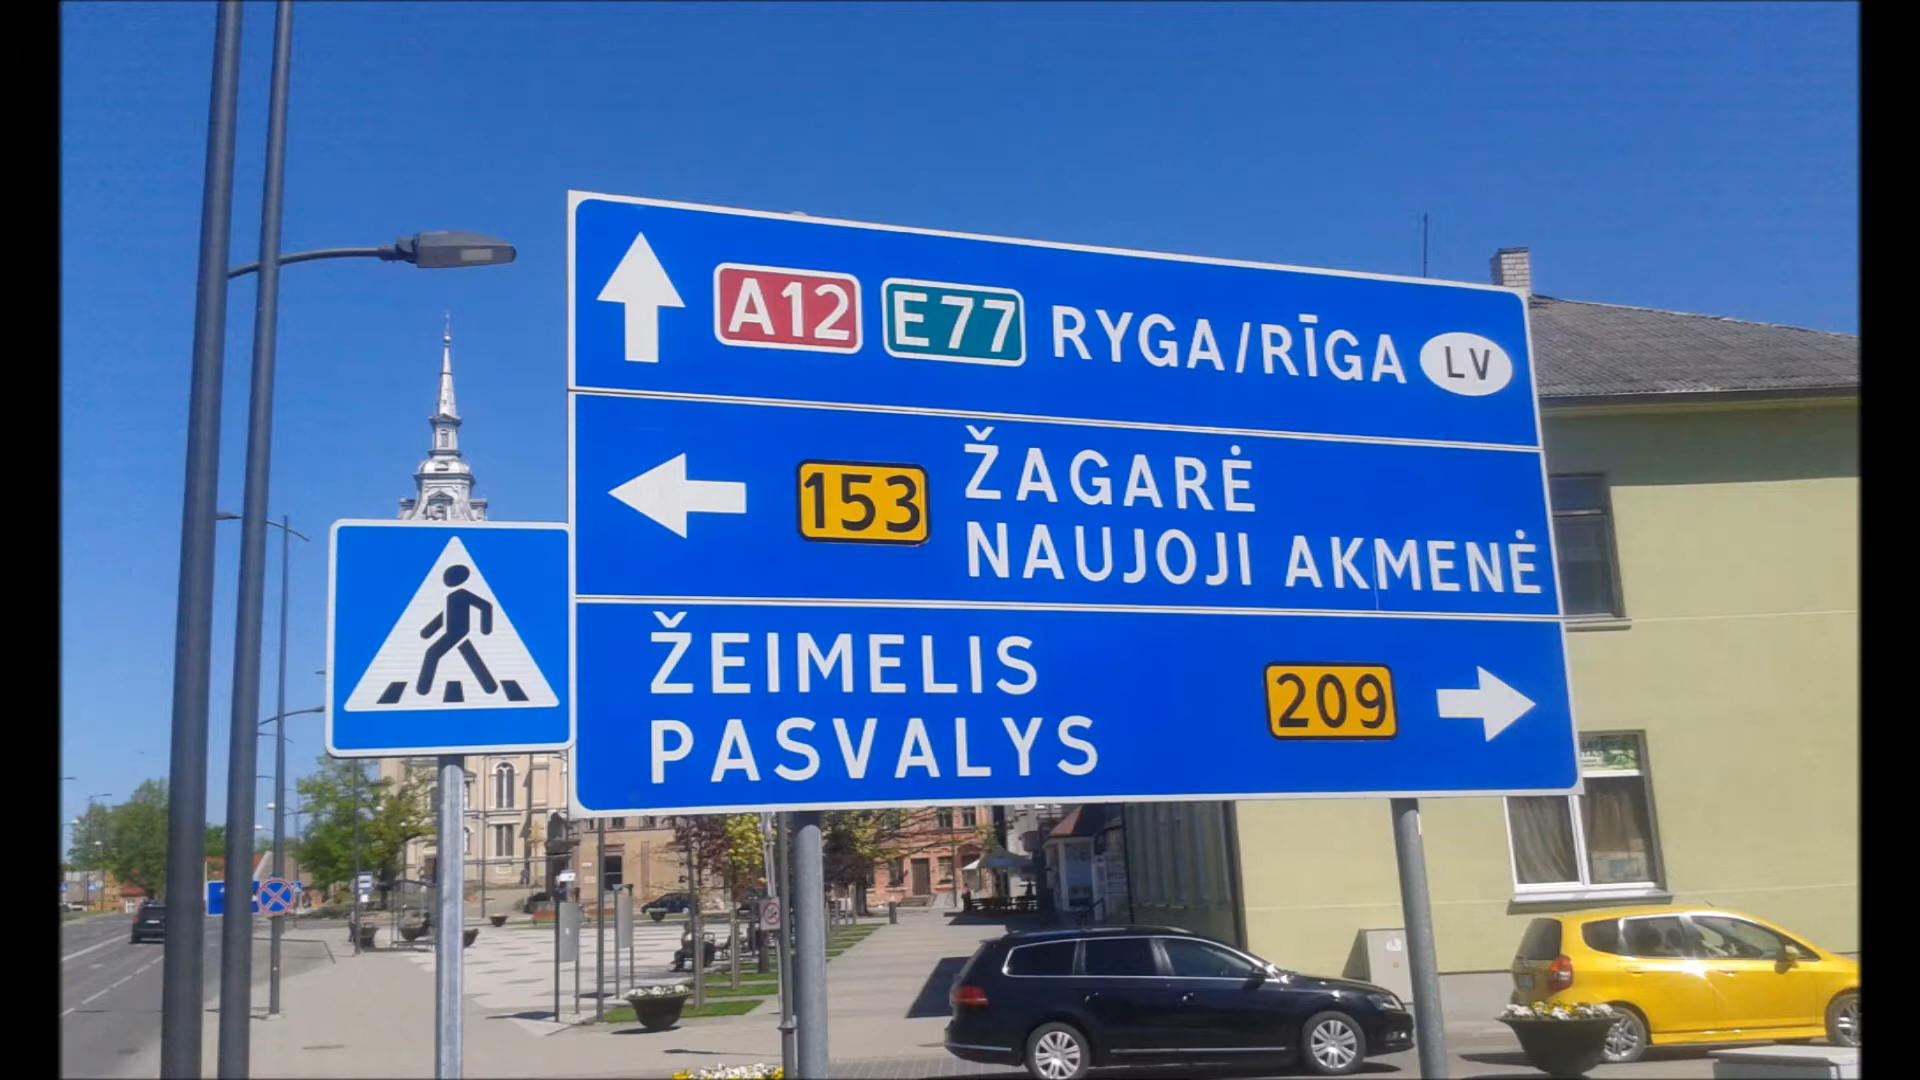 A12 E77 RYGA/RĪGA LV
153 ŽAGARĖ
NAUJOJI AKMENĖ
ŽEIMELIS
PASVALYS
209